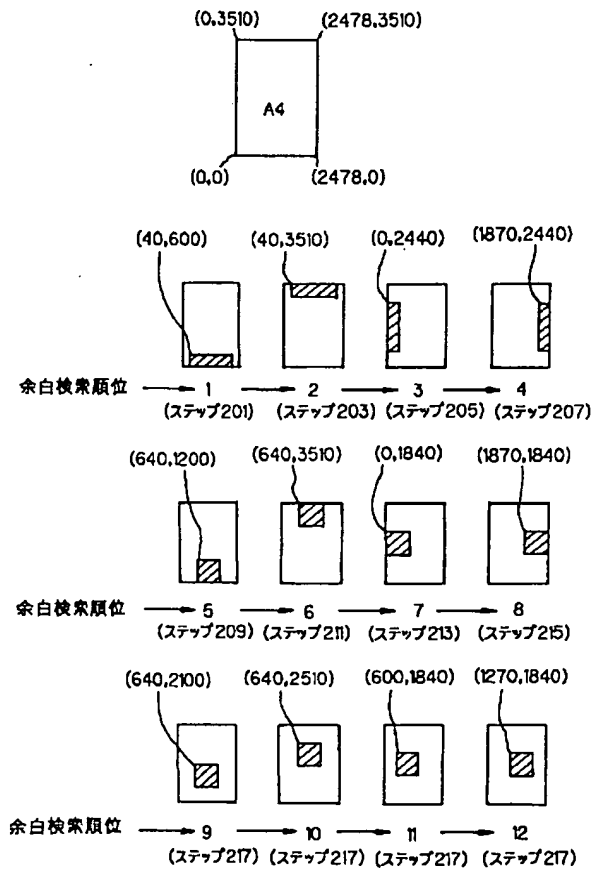 (0,3510) (2478,3510)
A4
(0,0) (2478,0)
(40,600) (40,3510) (0,2440) (1870,2440)
余白検索順位 1 2 3 4
(ステップ201) (ステップ203) (ステップ205) (ステップ207)
(640,1200) (640,3510) (0,1840) (1870,1840)
余白検索順位 5 6 7 8
(ステップ209) (ステップ211) (ステップ213) (ステップ215)
(640,2100) (640,2510) (600,1840) (1270,1840)
余白検索順位 9 10 11 12
(ステップ217) (ステップ217) (ステップ217) (ステップ217)